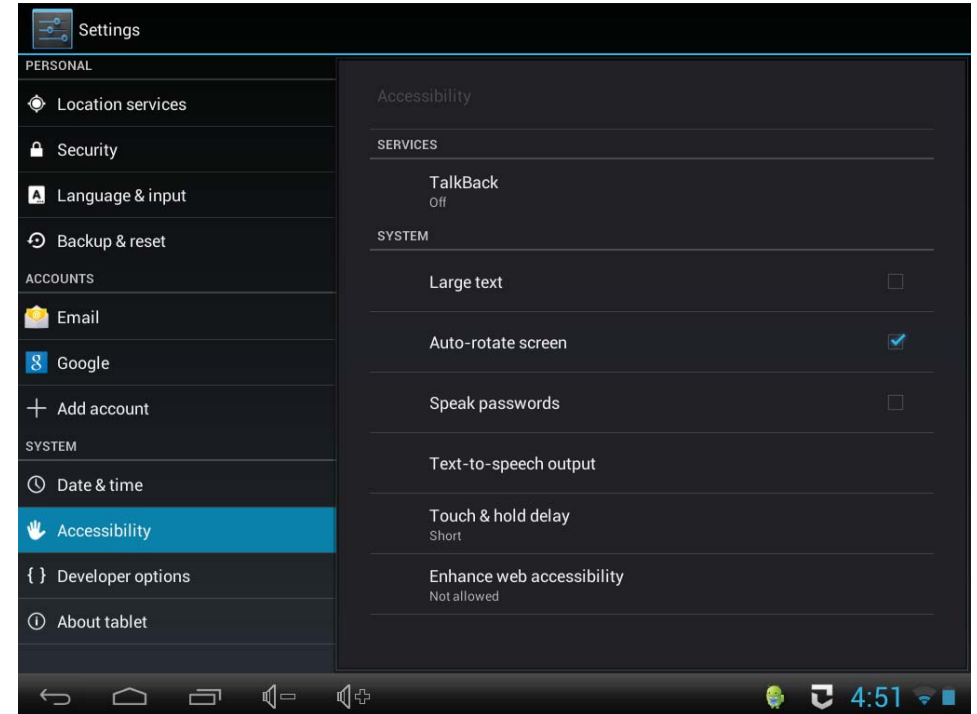 Settings
PERSONAL
Location services
Security
Language & input
Backup & reset
ACCOUNTS
Email
Google
Add account
SYSTEM
Date & time
Accessibility
Developer options
About tablet
Accessibility
SERVICES
TalkBack
Off
SYSTEM
Large text
Auto-rotate screen
Speak passwords
Text-to-speech output
Touch & hold delay
Short
Enhance web accessibility
Not allowed
4:51